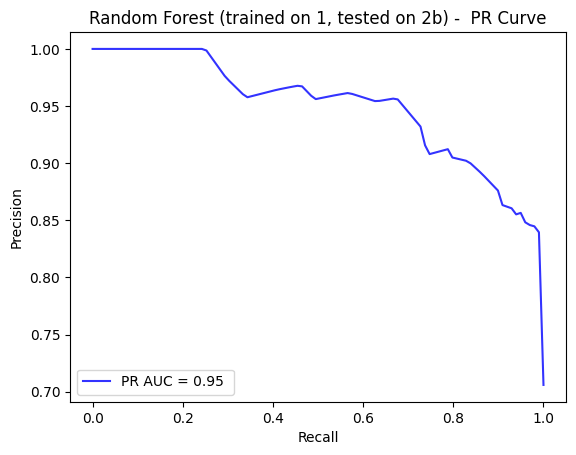 Random Forest (trained on 1, tested on 2b) -  PR Curve
1.00
0.95
0.90
0.85
0.80
0.75
0.70
Precision
PR AUC = 0.95
0.0 0.2 0.4 0.6 0.8 1.0
Recall